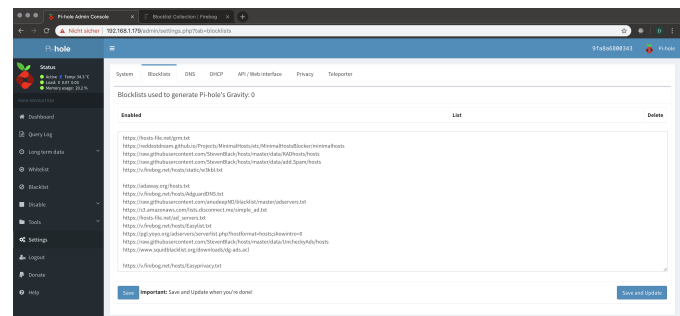 Pi-hole Admin Console
Blocklist Collection | Firebog
Nicht sicher | 192.168.1.179/admin/settings.php?tab=blocklists
Pi-hole
9fa8a6800343
Pi-hole
Status
Active Temp: 34.3 °C
Load: 0 0.07 0.03
Memory usage: 20.2 %
MAIN NAVIGATION
Dashboard
Query Log
Long term data
Whitelist
Blacklist
Disable
Tools
Settings
Logout
Donate
Help
System
Blocklists
DNS
DHCP
API / Web interface
Privacy
Teleporter
Blocklists used to generate Pi-hole's Gravity: 0
Enabled
List
Delete
https://hosts-file.net/grm.txt
https://reddestdream.github.io/Projects/MinimalHosts/etc/MinimalHostsBlocker/minimalhosts
https://raw.githubusercontent.com/StevenBlack/hosts/master/data/KADhosts/hosts
https://raw.githubusercontent.com/StevenBlack/hosts/master/data/add.Spam/hosts
https://v.firebog.net/hosts/static/w3kbl.txt
https://adaway.org/hosts.txt
https://v.firebog.net/hosts/AdguardDNS.txt
https://raw.githubusercontent.com/anudeepND/blacklist/master/adservers.txt
https://s3.amazonaws.com/lists.disconnect.me/simple_ad.txt
https://hosts-file.net/ad_servers.txt
https://v.firebog.net/hosts/Easylist.txt
https://pgl.yoyo.org/adservers/serverlist.php?hostformat=hosts;showintro=0
https://raw.githubusercontent.com/StevenBlack/hosts/master/data/UncheckyAds/hosts
https://www.squidblacklist.org/downloads/dg-ads.acl
https://v.firebog.net/hosts/Easyprivacy.txt
Save
Important: Save and Update when you're done!
Save and Update